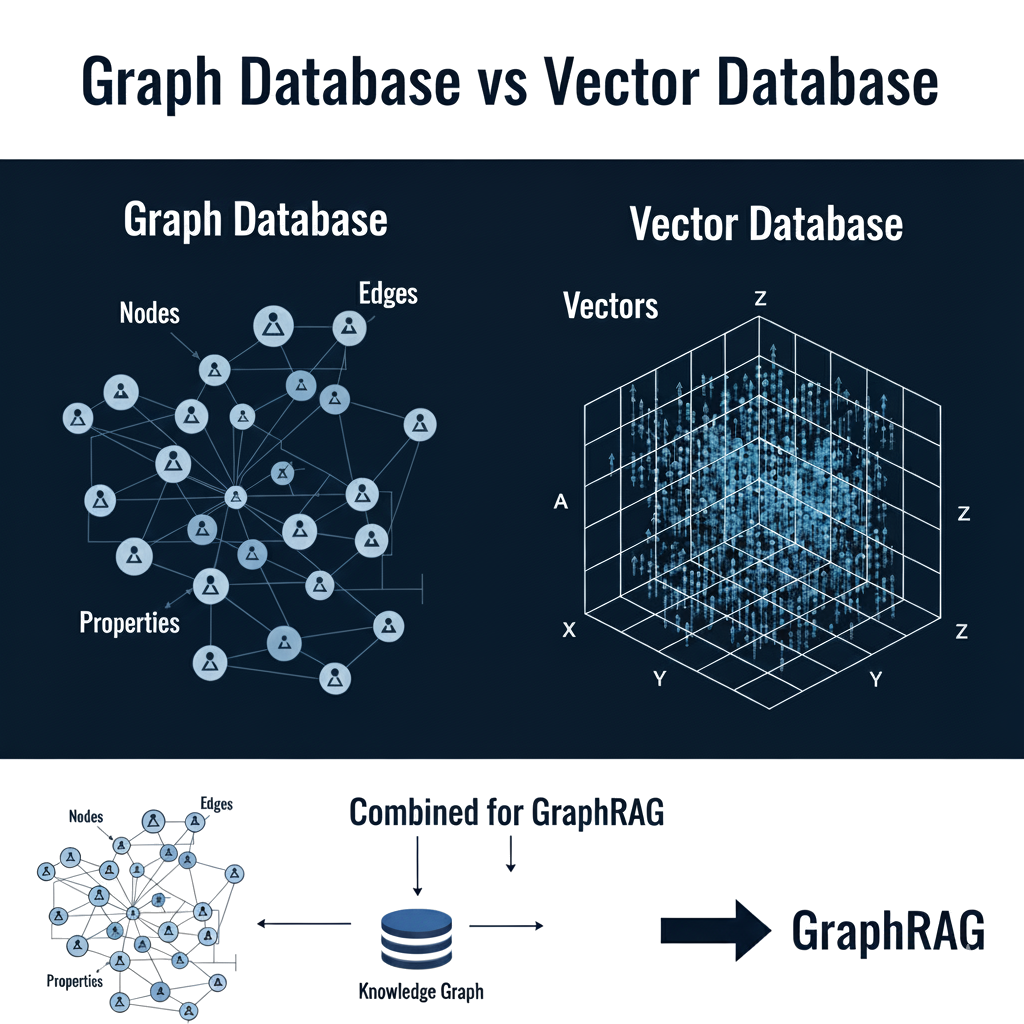 Graph Database vs Vector Database
Graph Database
Vector Database
Nodes
Edges
Properties
Vectors
Z
A
Z
X
Z
Y
Y
Nodes
Edges
Properties
Combined for GraphRAG
Knowledge Graph
GraphRAG